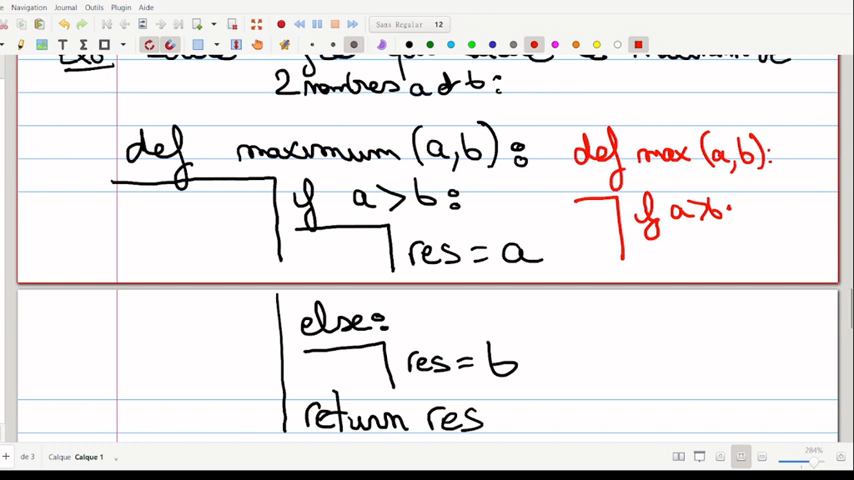 Navigation Journal Outils Plugin Aide
Sans Regular 12
Exo
2 nombres a et b :
def maximum (a,b) :
if a > b :
res = a
else :
res = b
return res
def max (a,b) :
if a > b :
de 3 Calque Calque 1
284%